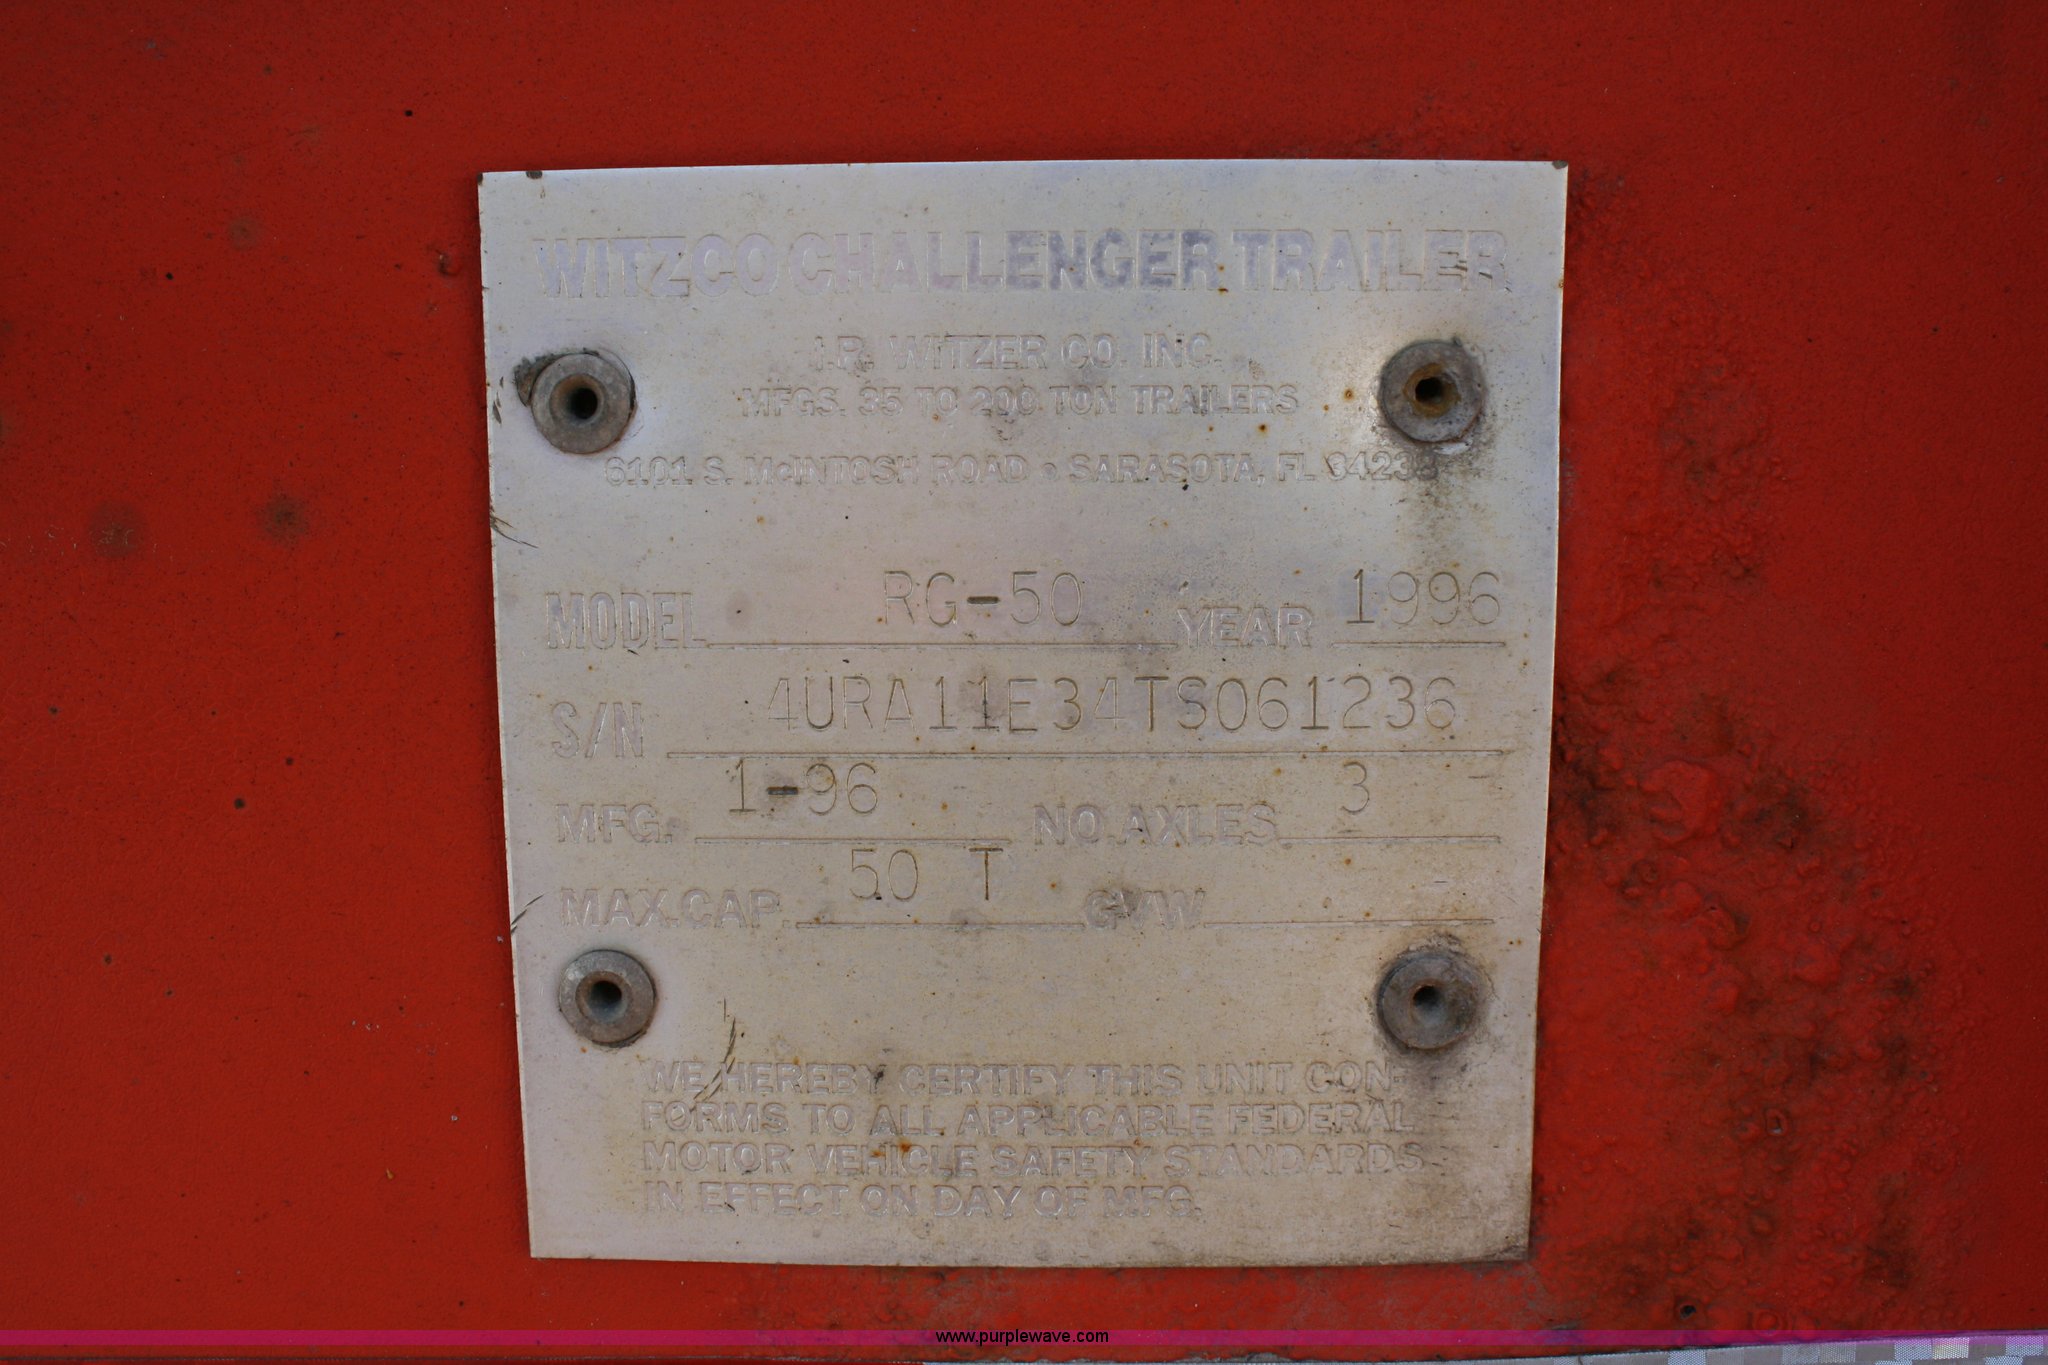 WITZCO CHALLENGER TRAILER
I.R. WITZER CO. INC.
MFGS. 35 TO 200 TON TRAILERS
6101 S. McINTOSH ROAD • SARASOTA, FL 34238
MODEL RG-50 YEAR 1996
S/N 4URA11E34TS061236
MFG. 1-96 NO. AXLES 3
MAX. CAP. 50 T GVW
WE HEREBY CERTIFY THIS UNIT CON-
FORMS TO ALL APPLICABLE FEDERAL
MOTOR VEHICLE SAFETY STANDARDS
IN EFFECT ON DAY OF MFG.
www.purplewave.com